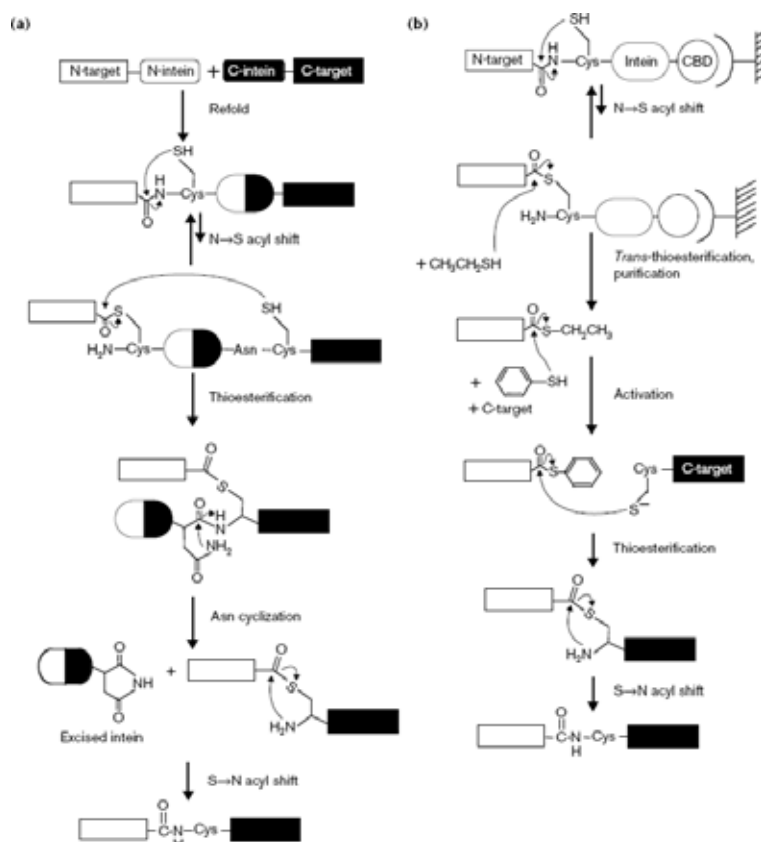 (a)
N-target
N-intein
+
C-intein
C-target
Refold
SH
H
N
Cys
C
O
N→S acyl shift
O
C
S
SH
H₂N
Cys
Asn
Cys
Thioesterification
O
C
S
O
H
C
N
NH₂
C
O
Asn cyclization
O
NH
O
+
O
C
S
H₂N
Excised intein
S→N acyl shift
O
C
N
Cys
(b)
SH
N-target
H
C
N
Cys
Intein
CBD
O
N→S acyl shift
O
C
S
H₂N
Cys
+ CH₃CH₂SH
Trans-thioesterification,
purification
O
C
S
CH₂CH₃
+
SH
+ C-target
Activation
O
C
S
Cys
C-target
S⁻
Thioesterification
O
C
S
H₂N
S→N acyl shift
O
C
N
H
Cys